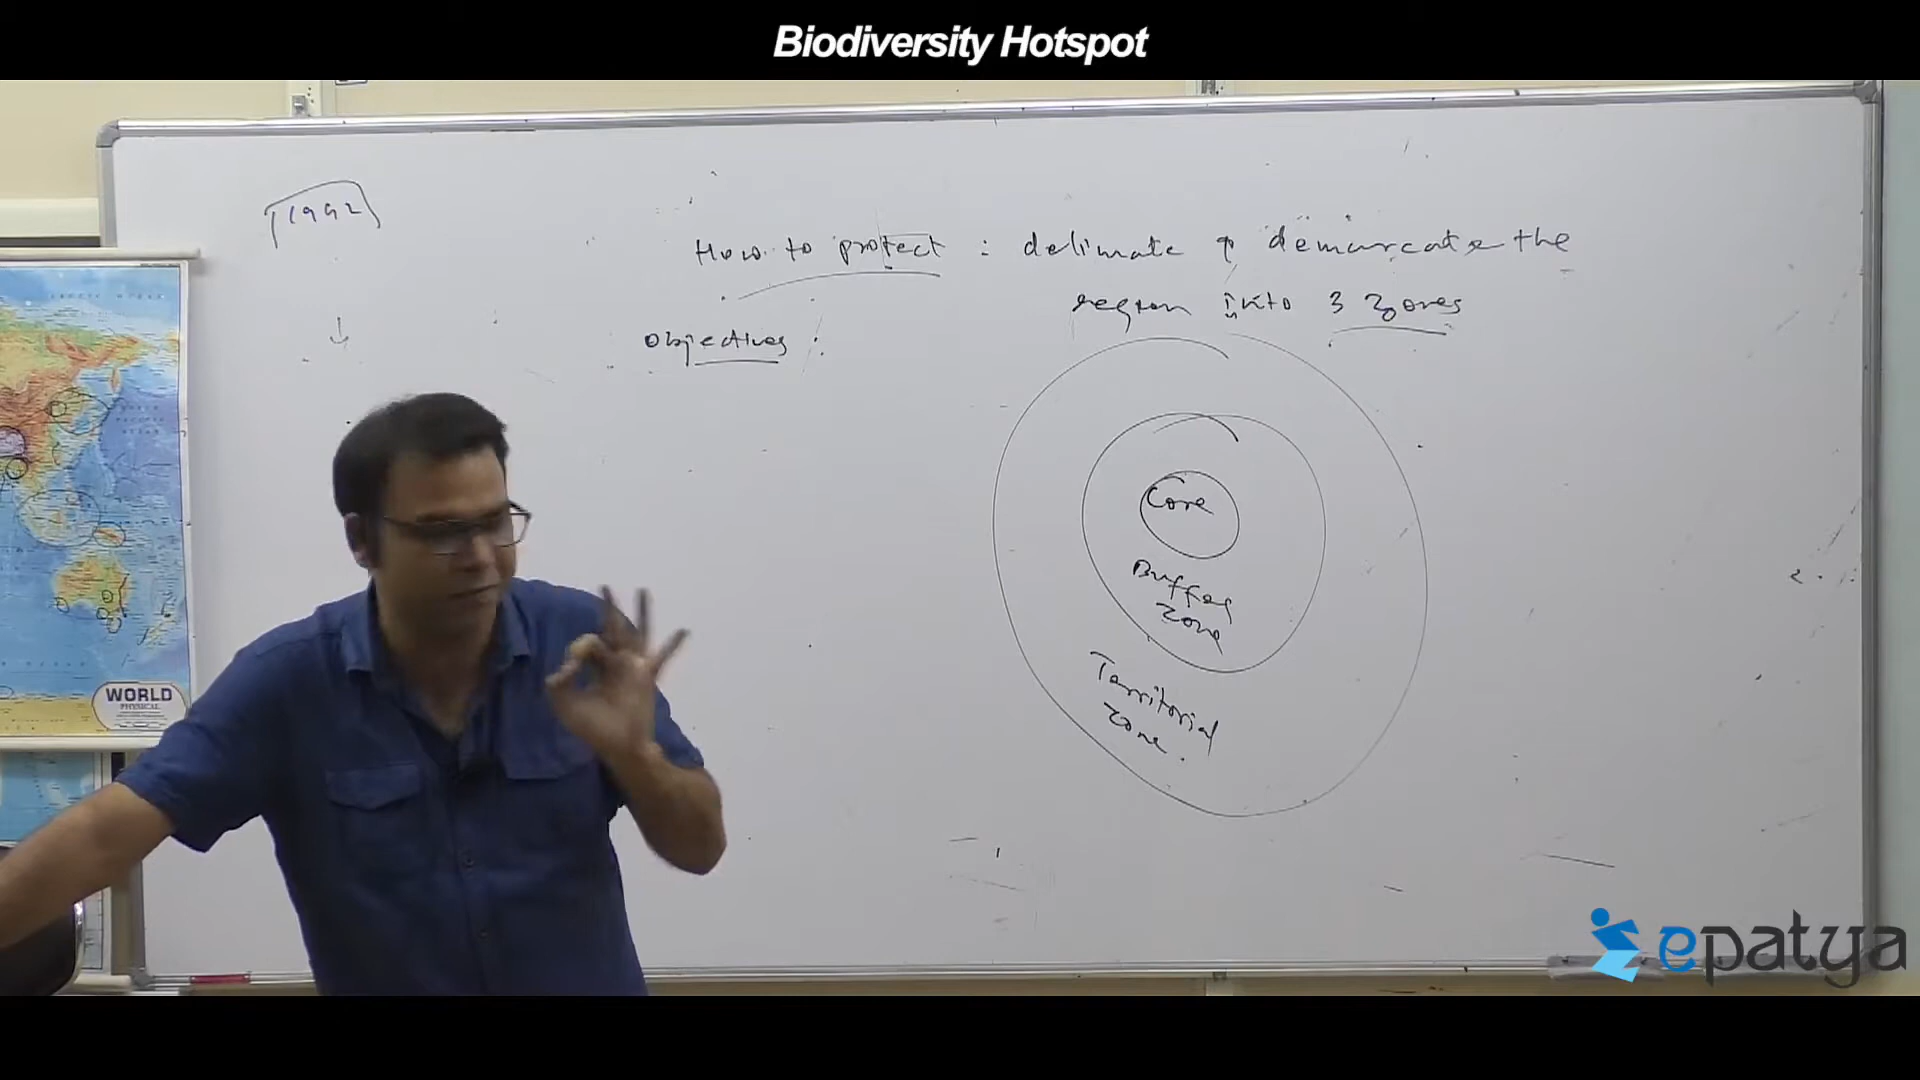 Biodiversity Hotspot
1992
How to protect : delimate & demarcate the
region into 3 Zones
Objectives :
Core
Buffer
Zone
Territorial
Zone
WORLD
PHYSICAL
epatya